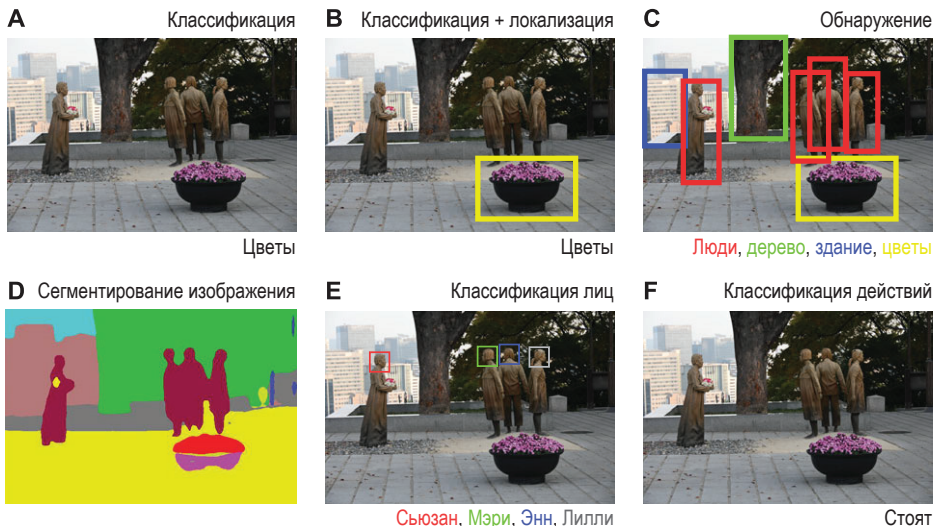 A Классификация
B Классификация + локализация
C Обнаружение
Цветы
Цветы
Люди, дерево, здание, цветы
D Сегментирование изображения
E Классификация лиц
F Классификация действий
Сьюзан, Мэри, Энн, Лилли
Стоят